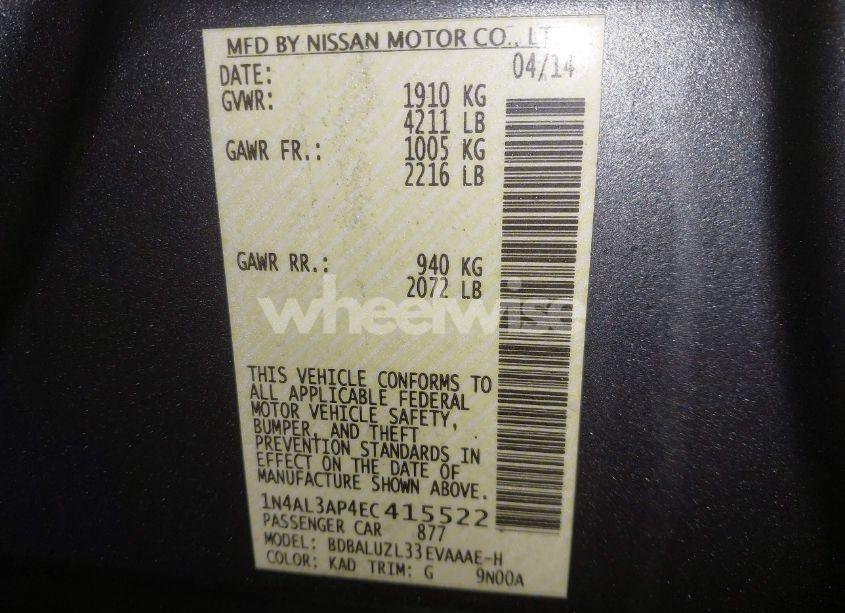 MFD BY NISSAN MOTOR CO., LT
DATE: 04/14
GVWR: 1910 KG
4211 LB
GAWR FR.: 1005 KG
2216 LB
GAWR RR.: 940 KG
2072 LB
wheelwise
THIS VEHICLE CONFORMS TO
ALL APPLICABLE FEDERAL
MOTOR VEHICLE SAFETY,
BUMPER, AND THEFT
PREVENTION STANDARDS IN
EFFECT ON THE DATE OF
MANUFACTURE SHOWN ABOVE.
1N4AL3AP4EC415522
PASSENGER CAR 877
MODEL: BDBALUZL33EVAAAE-H
COLOR: KAD TRIM: G 9N00A